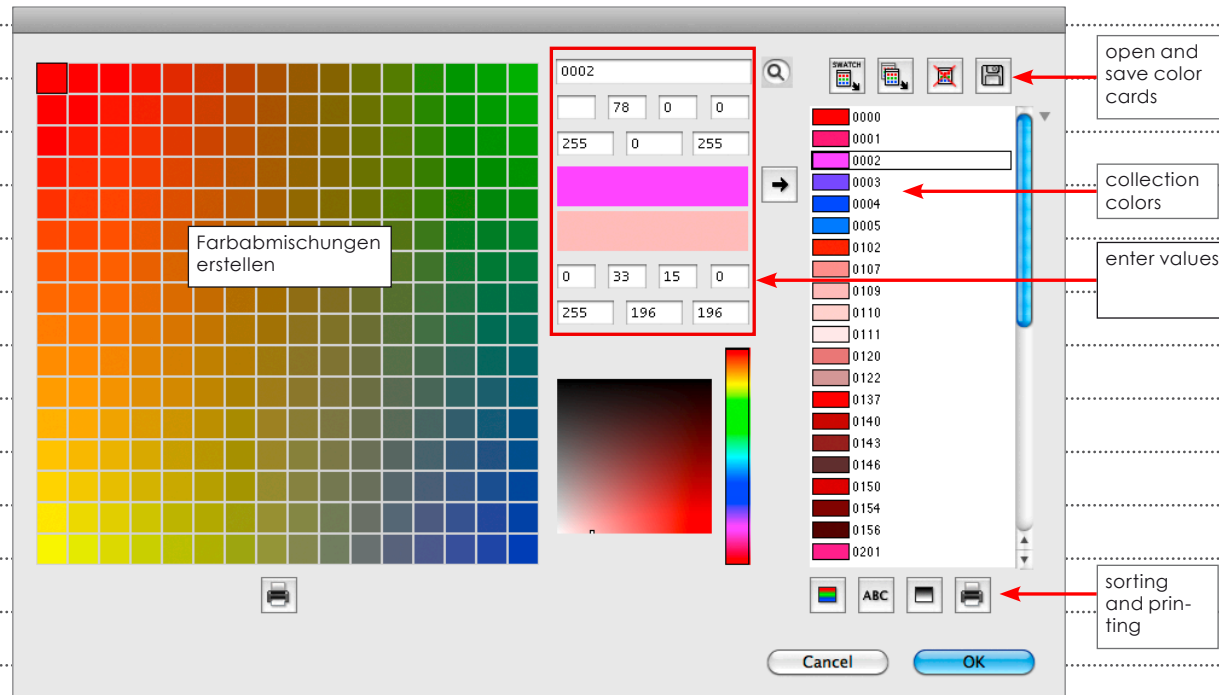 Farbabmischungen
erstellen
0002
78 0 0
255 0 255
0 33 15 0
255 196 196
SWATCH
0000
0001
0002
0003
0004
0005
0102
0107
0109
0110
0111
0120
0122
0137
0140
0143
0146
0150
0154
0156
0201
ABC
Cancel OK
open and
save color
cards
collection
colors
enter values
sorting
and prin-
ting